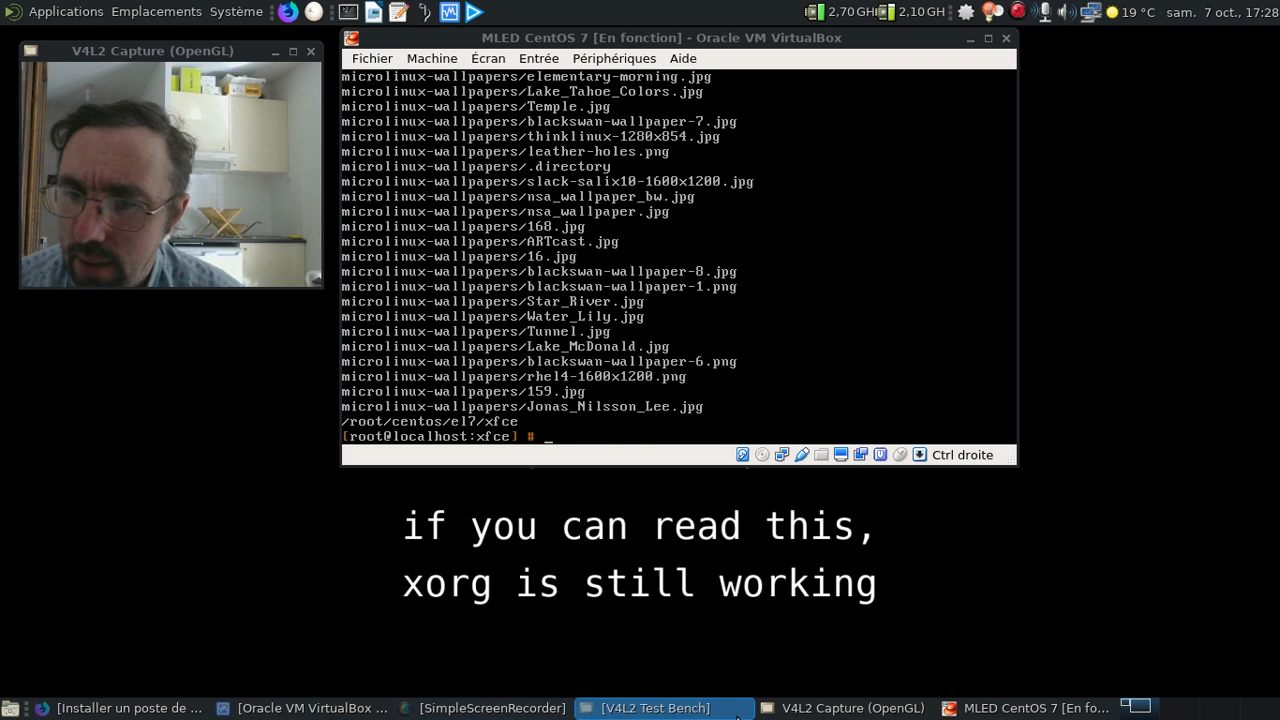 Applications Emplacements Système
2,70 GH 2,10 GH 19 °C sam. 7 oct., 17:28
V4L2 Capture (OpenGL)
MLED CentOS 7 [En fonction] - Oracle VM VirtualBox
Fichier Machine Écran Entrée Périphériques Aide
microlinux-wallpapers/elementary-morning.jpg
microlinux-wallpapers/Lake_Tahoe_Colors.jpg
microlinux-wallpapers/Temple.jpg
microlinux-wallpapers/blackswan-wallpaper-7.jpg
microlinux-wallpapers/thinklinux-1280x854.jpg
microlinux-wallpapers/leather-holes.png
microlinux-wallpapers/.directory
microlinux-wallpapers/slack-salix10-1600x1200.jpg
microlinux-wallpapers/nsa_wallpaper_bw.jpg
microlinux-wallpapers/nsa_wallpaper.jpg
microlinux-wallpapers/168.jpg
microlinux-wallpapers/ARTcast.jpg
microlinux-wallpapers/16.jpg
microlinux-wallpapers/blackswan-wallpaper-8.jpg
microlinux-wallpapers/blackswan-wallpaper-1.png
microlinux-wallpapers/Star_River.jpg
microlinux-wallpapers/Water_Lily.jpg
microlinux-wallpapers/Tunnel.jpg
microlinux-wallpapers/Lake_McDonald.jpg
microlinux-wallpapers/blackswan-wallpaper-6.png
microlinux-wallpapers/rhel4-1600x1200.png
microlinux-wallpapers/159.jpg
microlinux-wallpapers/Jonas_Nilsson_Lee.jpg
/root/centos/el7/xfce
[root@localhost:xfce] # _
Ctrl droite
if you can read this,
xorg is still working
[Installer un poste de ... [Oracle VM VirtualBox ... [SimpleScreenRecorder] [V4L2 Test Bench] V4L2 Capture (OpenGL) MLED CentOS 7 [En fo...